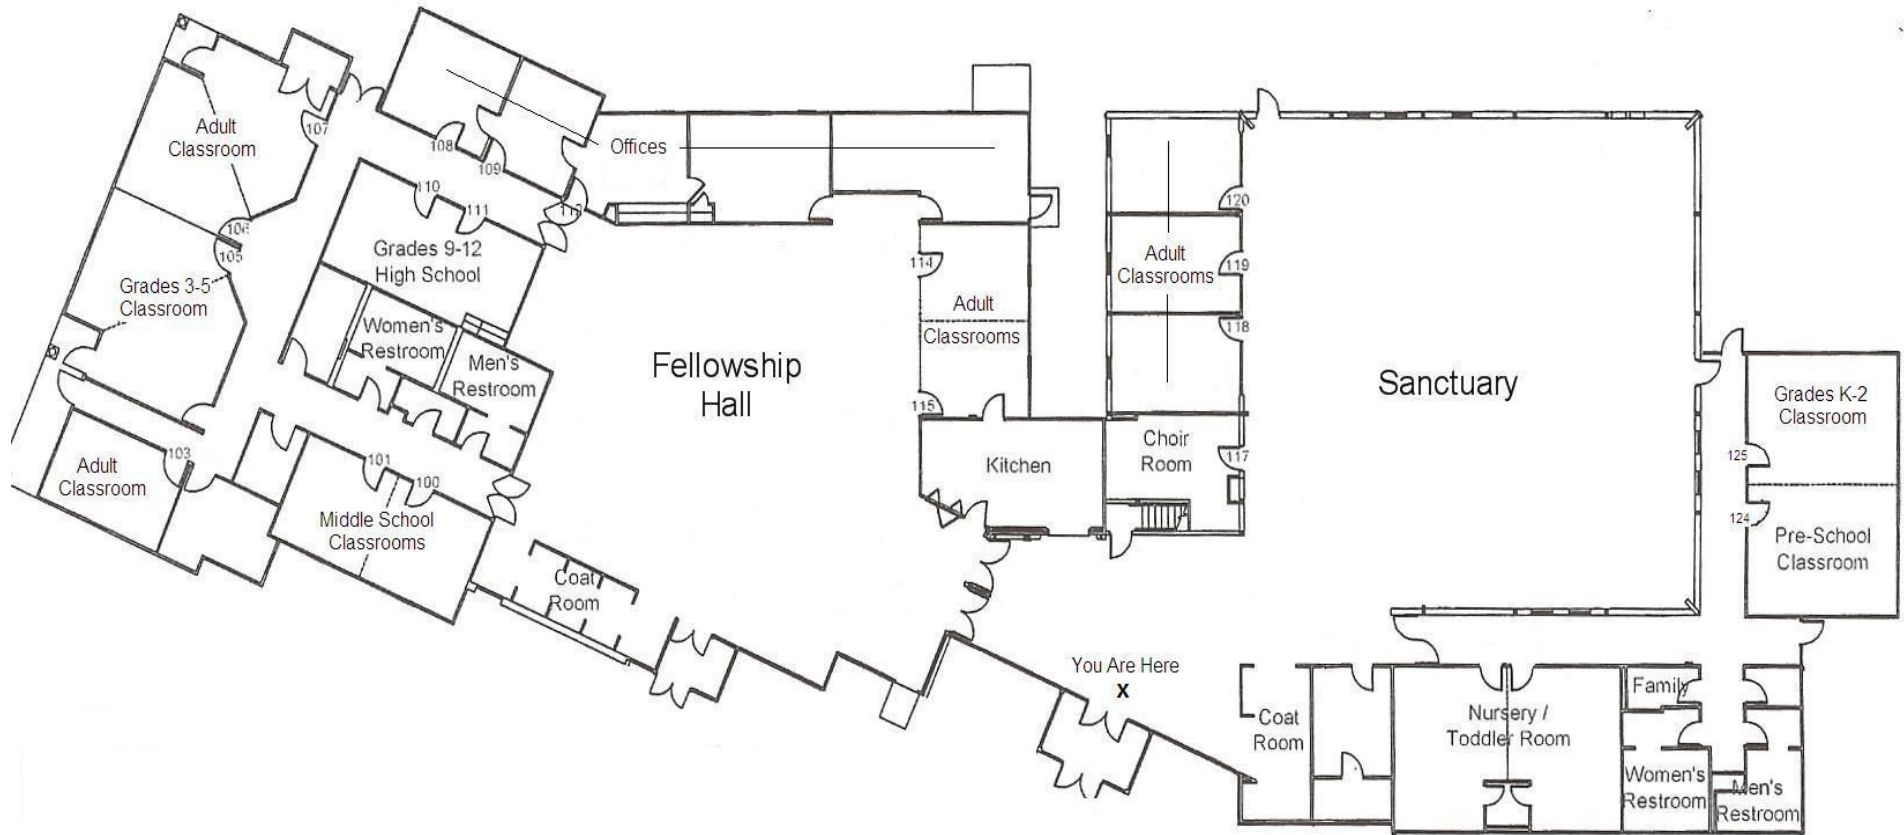 107
Adult
Classroom
108
109
Offices
110
111
112
106
105
Grades 9-12
High School
Grades 3-5
Classroom
Women's
Restroom
Men's
Restroom
Fellowship
Hall
114
Adult
Classrooms
115
120
Adult
Classrooms
119
118
Sanctuary
Grades K-2
Classroom
Choir
Room
117
Kitchen
125
124
Pre-School
Classroom
103
Adult
Classroom
101
100
Middle School
Classrooms
Coat
Room
You Are Here
X
Coat
Room
Nursery /
Toddler Room
Family
Women's
Restroom
Men's
Restroom